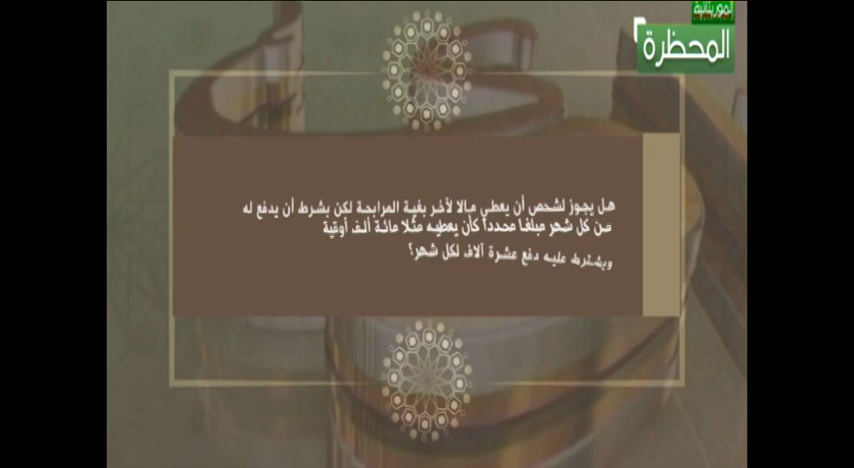 الموريتانية
المحظرة
هل يجوز لشخص أن يعطي مالا لآخر بغية المرابحة لكن بشرط أن يدفع له
من كل شهر مبلغا محددا كأن يعطيه مثلا مائة ألف أوقية
ويشترط عليه دفع عشرة آلاف لكل شهر؟